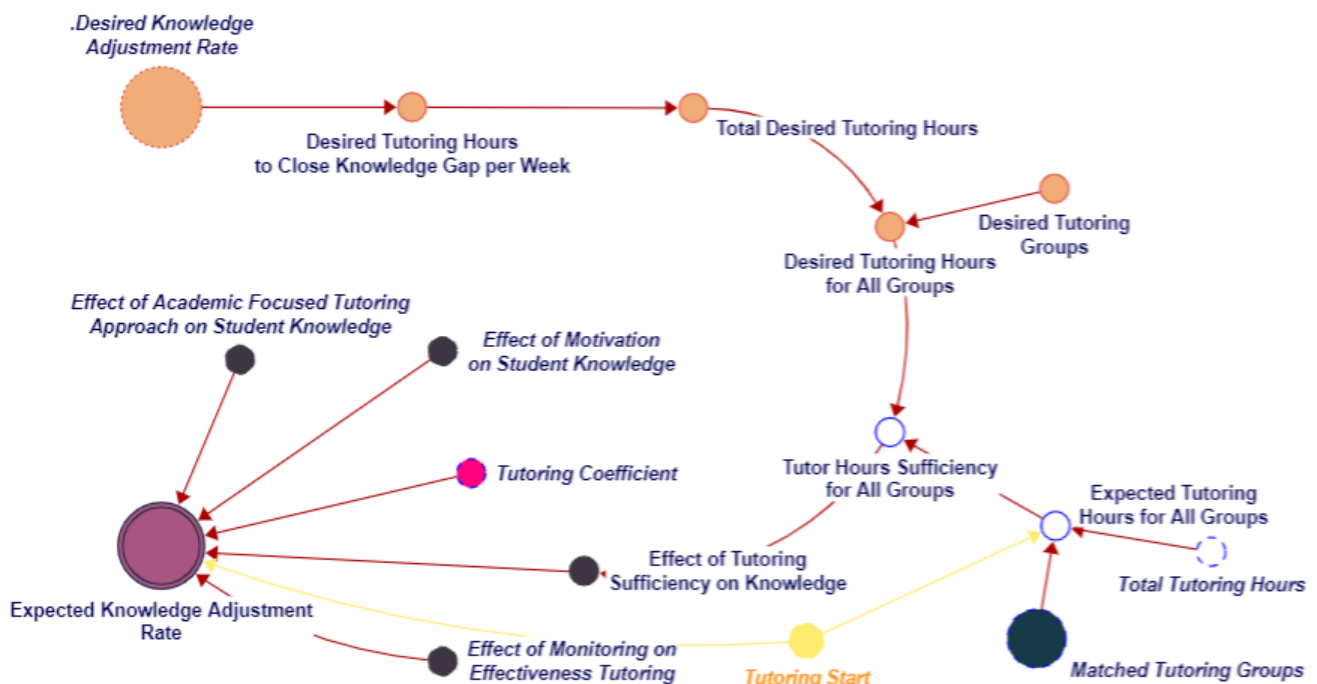 .Desired Knowledge
Adjustment Rate
Desired Tutoring Hours
to Close Knowledge Gap per Week
Total Desired Tutoring Hours
Desired Tutoring
Groups
Desired Tutoring Hours
for All Groups
Effect of Academic Focused Tutoring
Approach on Student Knowledge
Effect of Motivation
on Student Knowledge
Tutoring Coefficient
Tutor Hours Sufficiency
for All Groups
Expected Tutoring
Hours for All Groups
Effect of Tutoring
Sufficiency on Knowledge
Total Tutoring Hours
Expected Knowledge Adjustment
Rate
Effect of Monitoring on
Effectiveness Tutoring
Tutoring Start
Matched Tutoring Groups